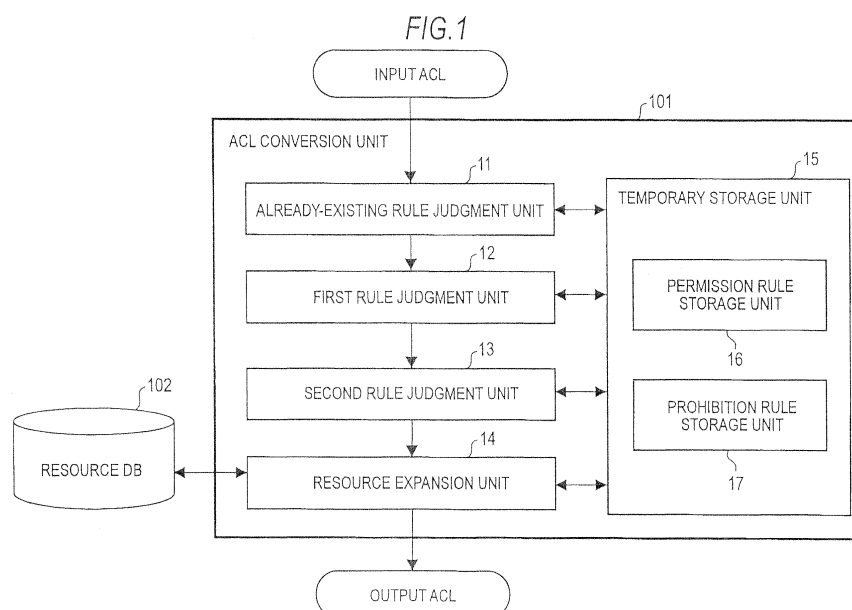 FIG.1
INPUT ACL
101
ACL CONVERSION UNIT
11
15
ALREADY-EXISTING RULE JUDGMENT UNIT
TEMPORARY STORAGE UNIT
12
FIRST RULE JUDGMENT UNIT
PERMISSION RULE
STORAGE UNIT
16
13
SECOND RULE JUDGMENT UNIT
PROHIBITION RULE
STORAGE UNIT
17
102
RESOURCE DB
14
RESOURCE EXPANSION UNIT
OUTPUT ACL